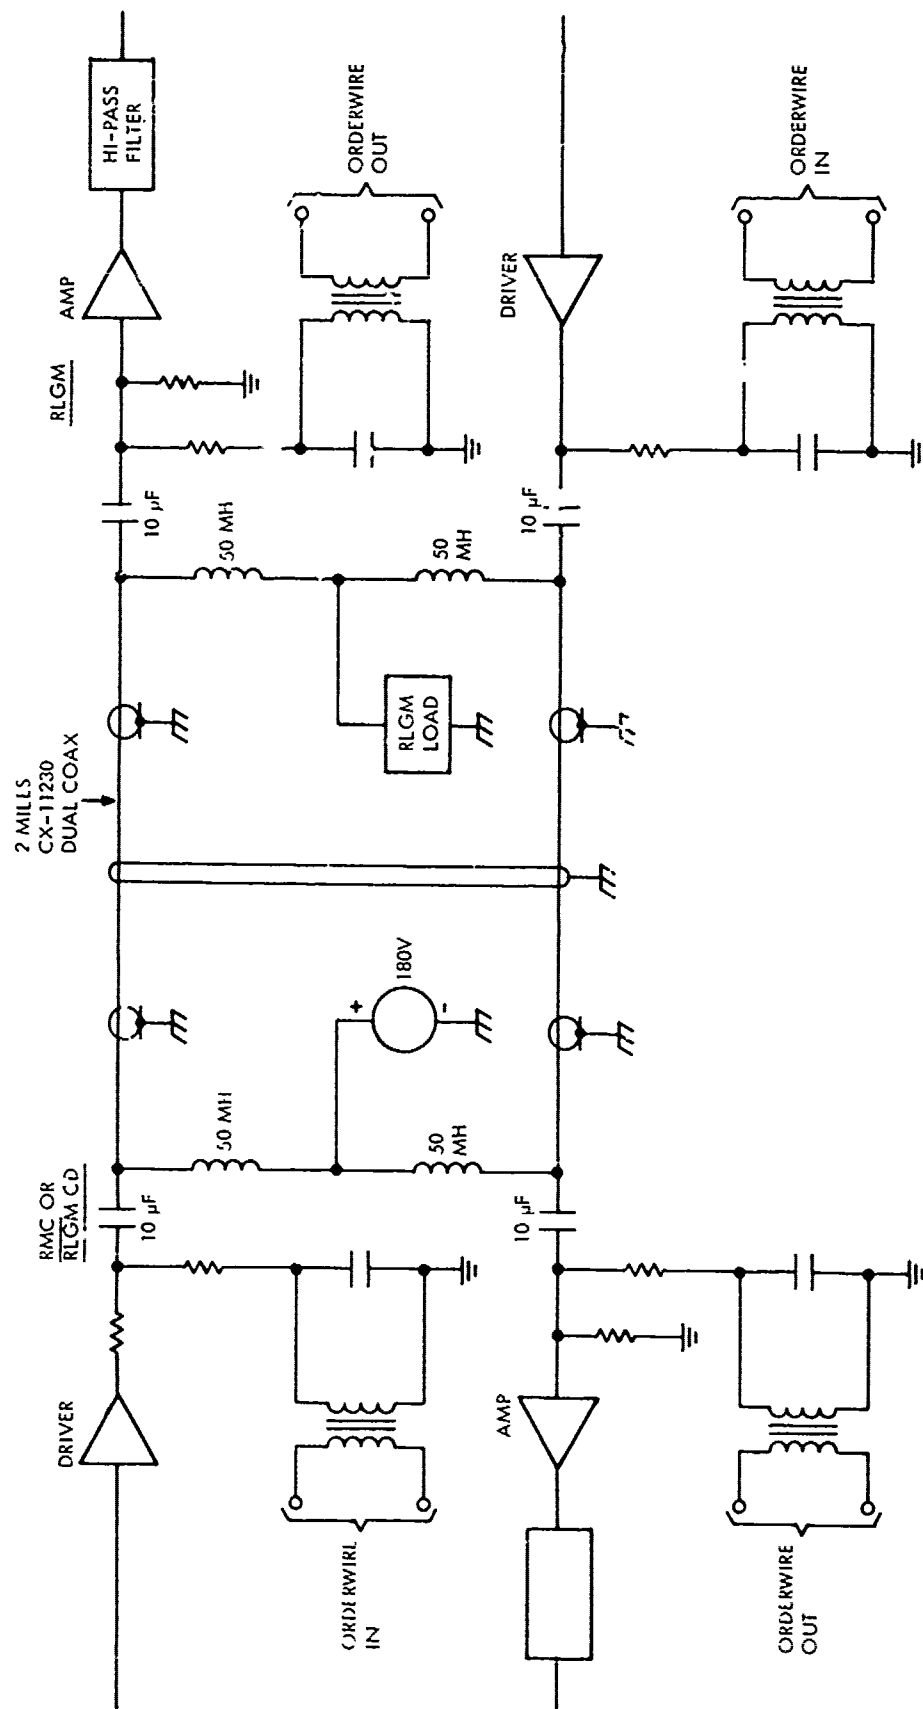 2 MILLS
CX-11230
DUAL COAX
RMC OR
RLGM CD
RLGM
DRIVER
10 µF
10 µF
AMP
HI-PASS
FILTER
50 MH
180V
+
-
50 MH
ORDERWIRE
IN
RLGM
LOAD
ORDERWIRE
OUT
50
MH
50
MH
AMP
10 µF
10 µF
DRIVER
ORDERWIRE
OUT
ORDERWIRE
IN